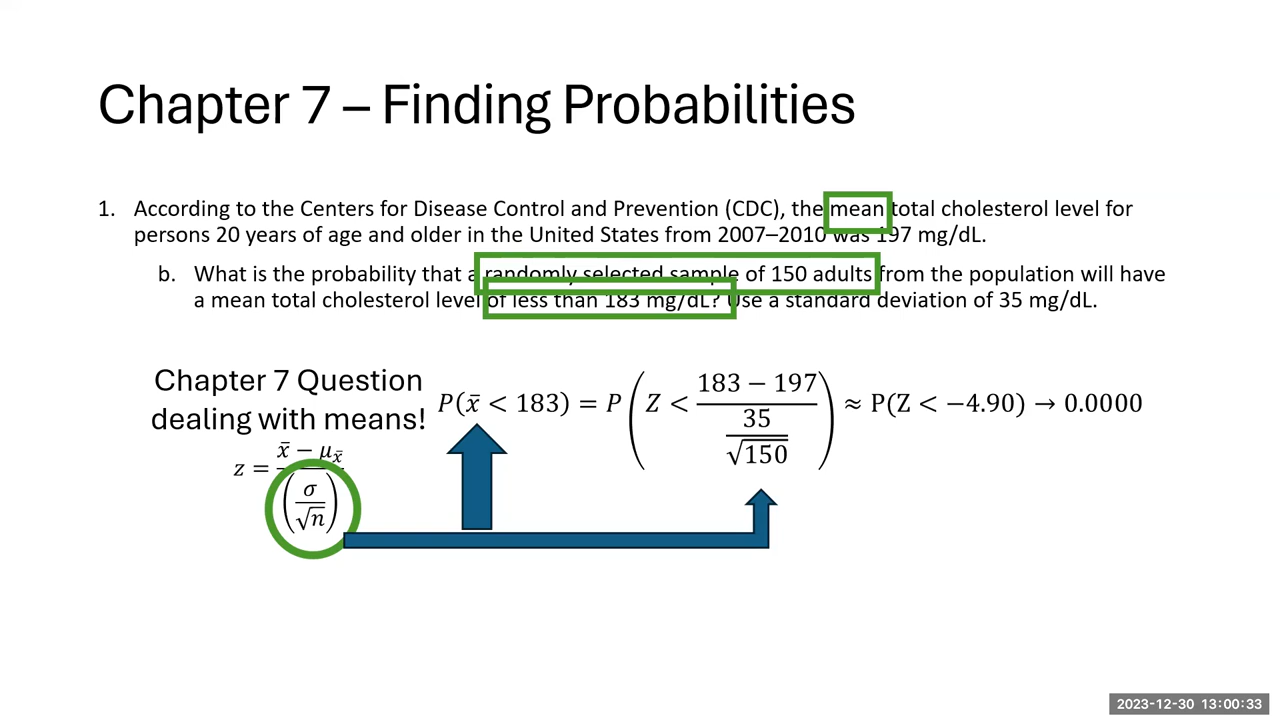 Chapter 7 – Finding Probabilities
1. According to the Centers for Disease Control and Prevention (CDC), the mean total cholesterol level for
persons 20 years of age and older in the United States from 2007–2010 was 197 mg/dL.
b. What is the probability that a randomly selected sample of 150 adults from the population will have
a mean total cholesterol level of less than 183 mg/dL? Use a standard deviation of 35 mg/dL.
Chapter 7 Question
dealing with means!
P(x̄ < 183) = P(Z < (183 − 197)/(35/√150)) ≈ P(Z < −4.90) → 0.0000
z = (x̄ − μ_x̄)/(σ/√n)
2023-12-30 13:00:33